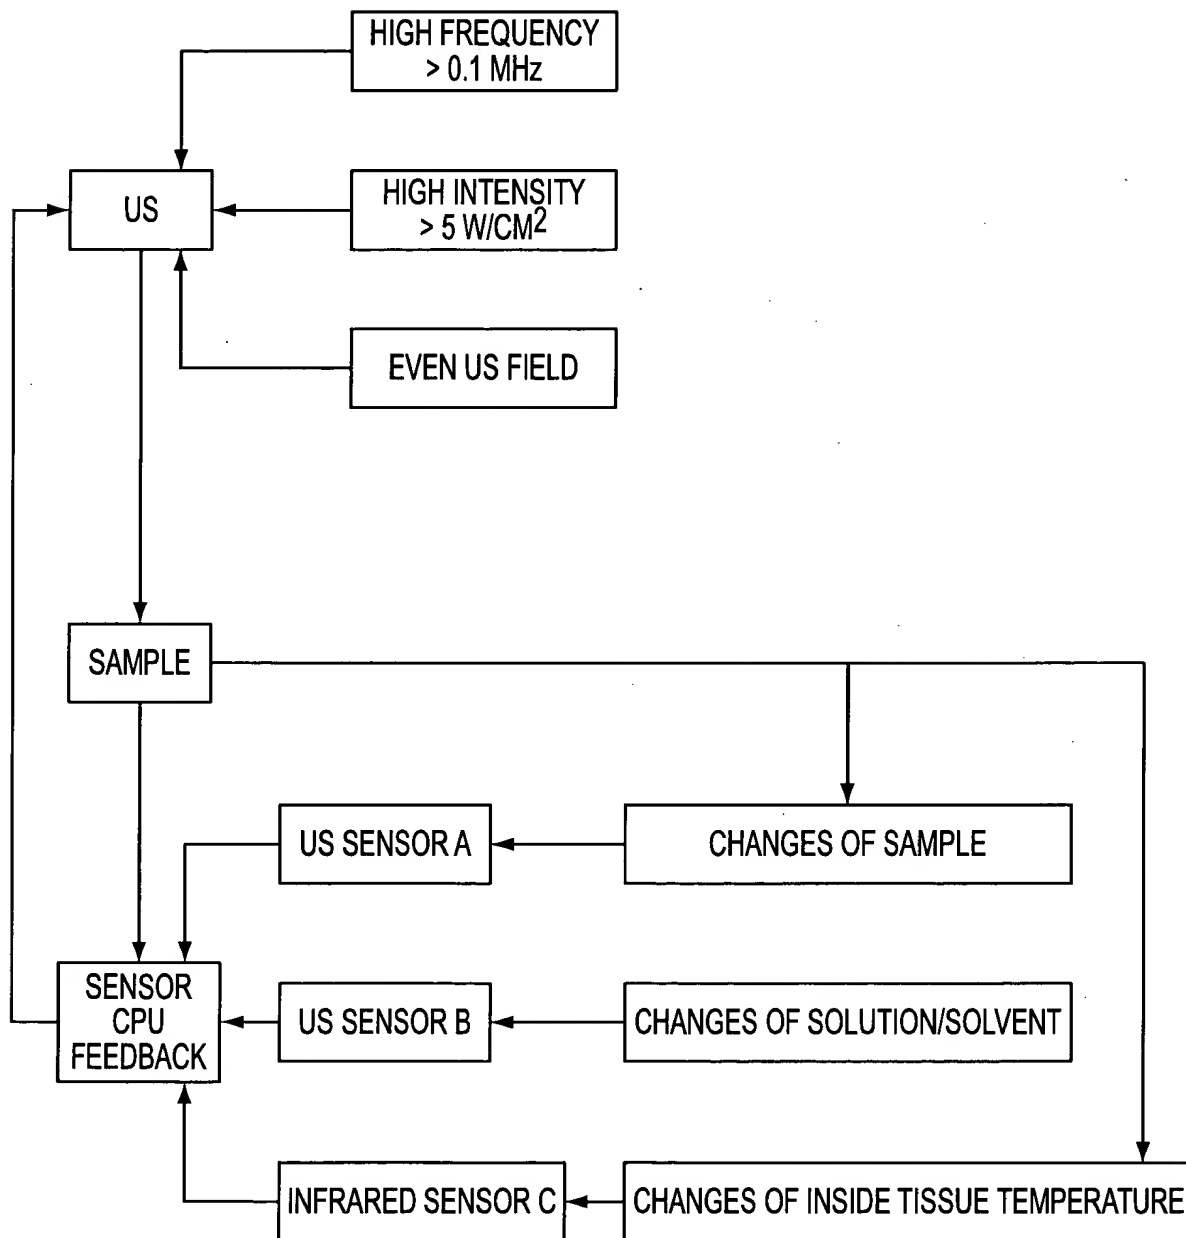 HIGH FREQUENCY
> 0.1 MHz
US
HIGH INTENSITY
> 5 W/CM²
EVEN US FIELD
SAMPLE
US SENSOR A
CHANGES OF SAMPLE
SENSOR
CPU
FEEDBACK
US SENSOR B
CHANGES OF SOLUTION/SOLVENT
INFRARED SENSOR C
CHANGES OF INSIDE TISSUE TEMPERATURE